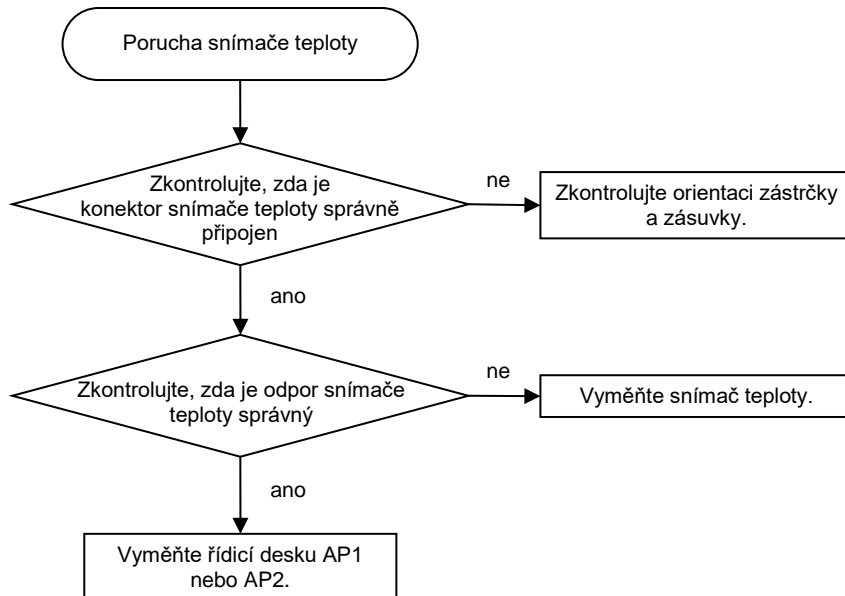 Porucha snímače teploty
Zkontrolujte, zda je
konektor snímače teploty správně
připojen
ne
Zkontrolujte orientaci zástrčky
a zásuvky.
ano
Zkontrolujte, zda je odpor snímače
teploty správný
ne
Vyměňte snímač teploty.
ano
Vyměňte řídicí desku AP1
nebo AP2.